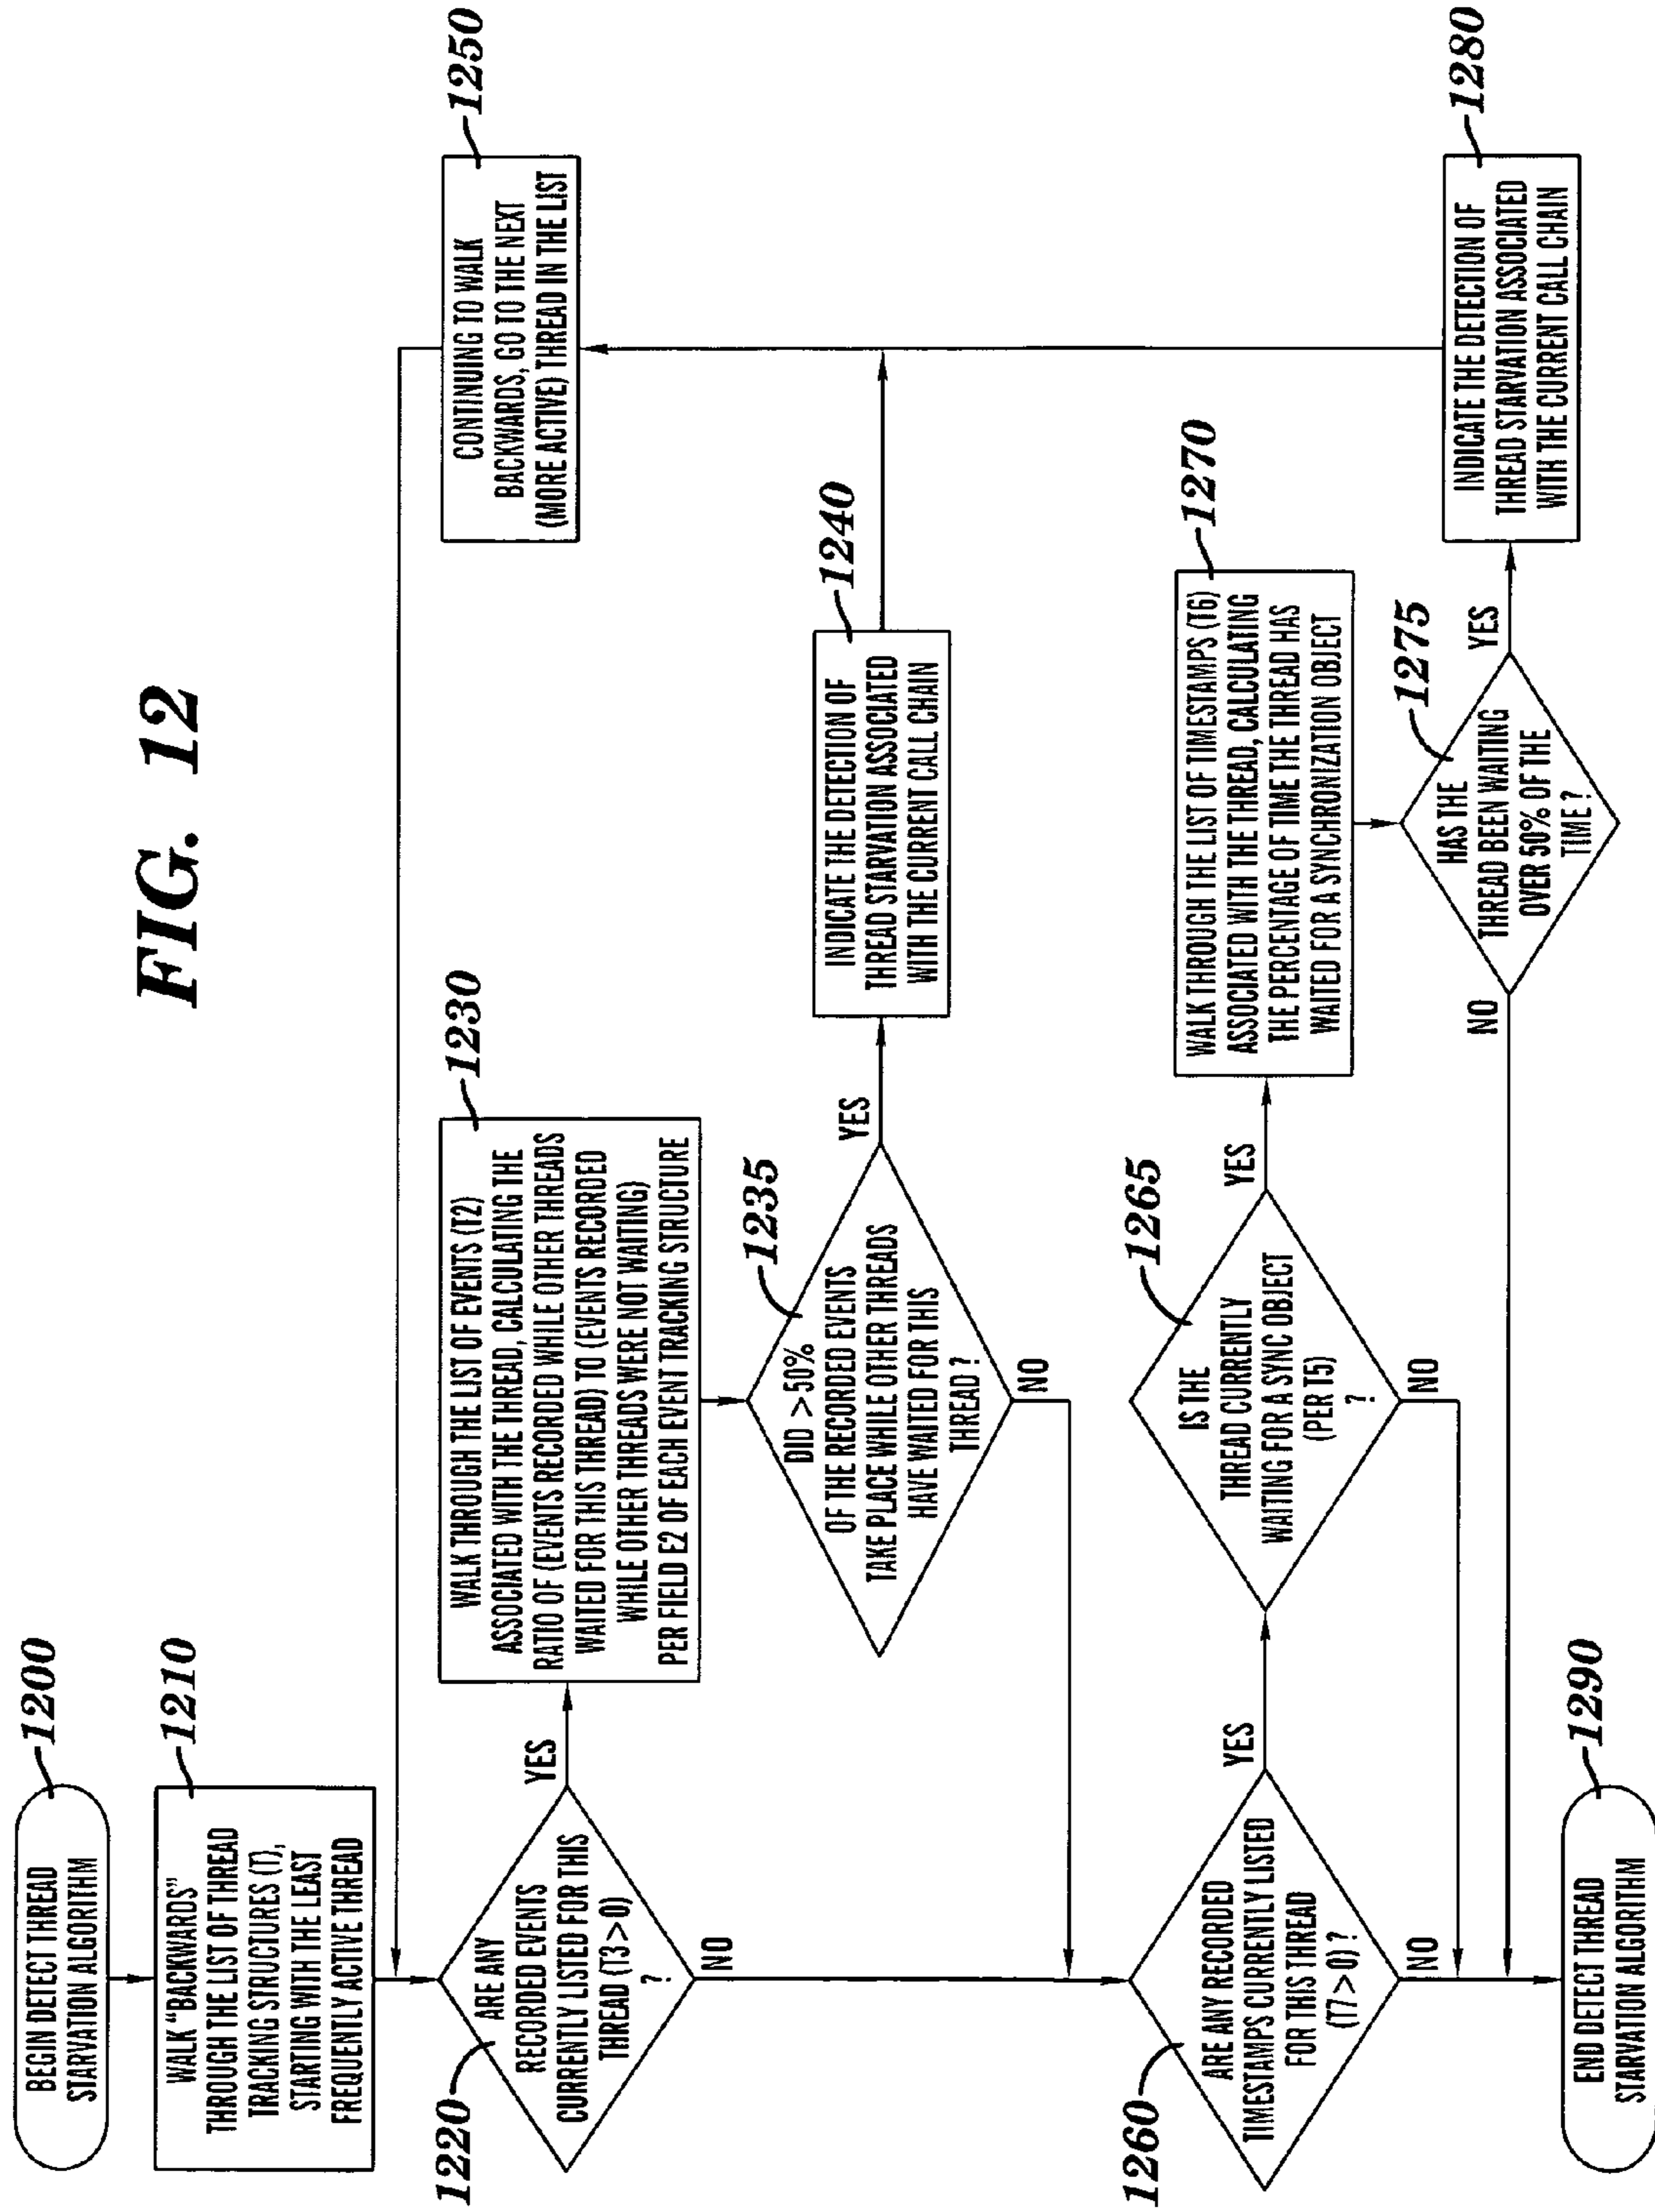 FIG. 12
BEGIN DETECT THREAD
STARVATION ALGORITHM
1200
WALK "BACKWARDS"
THROUGH THE LIST OF THREAD
TRACKING STRUCTURES (T),
STARTING WITH THE LEAST
FREQUENTLY ACTIVE THREAD
1210
ARE ANY
RECORDED EVENTS
CURRENTLY LISTED FOR THIS
THREAD (T3 > 0)
?
1220
YES
NO
WALK THROUGH THE LIST OF EVENTS (T2)
ASSOCIATED WITH THE THREAD, CALCULATING THE
RATIO OF (EVENTS RECORDED WHILE OTHER THREADS
WAITED FOR THIS THREAD) TO (EVENTS RECORDED
WHILE OTHER THREADS WERE NOT WAITING)
PER FIELD E2 OF EACH EVENT TRACKING STRUCTURE
1230
DID > 50%
OF THE RECORDED EVENTS
TAKE PLACE WHILE OTHER THREADS
HAVE WAITED FOR THIS
THREAD ?
1235
YES
NO
INDICATE THE DETECTION OF
THREAD STARVATION ASSOCIATED
WITH THE CURRENT CALL CHAIN
1240
CONTINUING TO WALK
BACKWARDS, GO TO THE NEXT
(MORE ACTIVE) THREAD IN THE LIST
1250
ARE ANY RECORDED
TIMESTAMPS CURRENTLY LISTED
FOR THIS THREAD
(T7 > 0) ?
1260
YES
NO
IS THE
THREAD CURRENTLY
WAITING FOR A SYNC OBJECT
(PER T5)
?
1265
YES
NO
WALK THROUGH THE LIST OF TIMESTAMPS (T6)
ASSOCIATED WITH THE THREAD, CALCULATING
THE PERCENTAGE OF TIME THE THREAD HAS
WAITED FOR A SYNCHRONIZATION OBJECT
1270
HAS THE
THREAD BEEN WAITING
OVER 50% OF THE
TIME ?
1275
YES
NO
INDICATE THE DETECTION OF
THREAD STARVATION ASSOCIATED
WITH THE CURRENT CALL CHAIN
1280
END DETECT THREAD
STARVATION ALGORITHM
1290